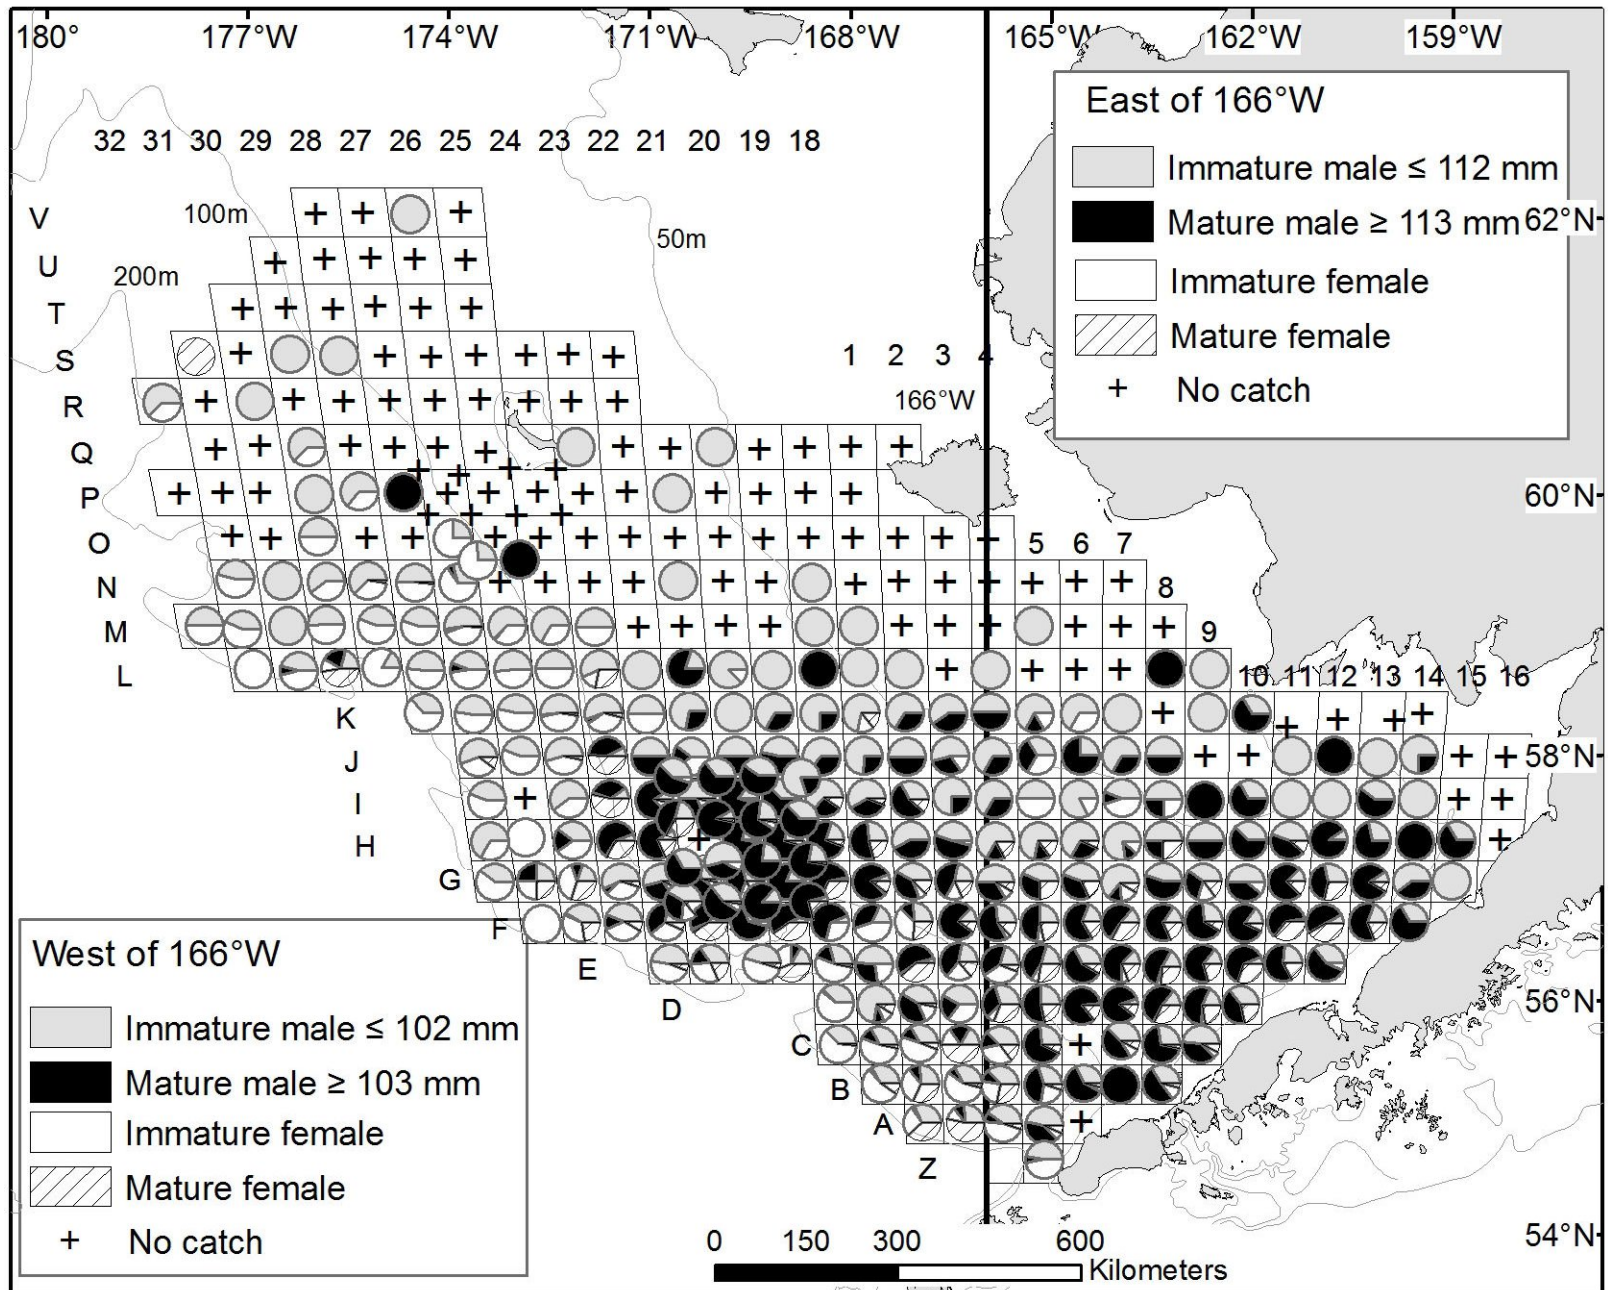 180° 177°W 174°W 171°W 168°W 165°W 162°W 159°W
East of 166°W
Immature male ≤ 112 mm
Mature male ≥ 113 mm
Immature female
Mature female
+ No catch
62°N
60°N
58°N
56°N
54°N
32 31 30 29 28 27 26 25 24 23 22 21 20 19 18
100m
50m
200m
1 2 3 4
166°W
5 6 7
8
9
10 11 12 13 14 15 16
V
U
T
S
R
Q
P
O
N
M
L
K
J
I
H
G
F
E
D
C
B
A
Z
West of 166°W
Immature male ≤ 102 mm
Mature male ≥ 103 mm
Immature female
Mature female
+ No catch
0 150 300 600
Kilometers